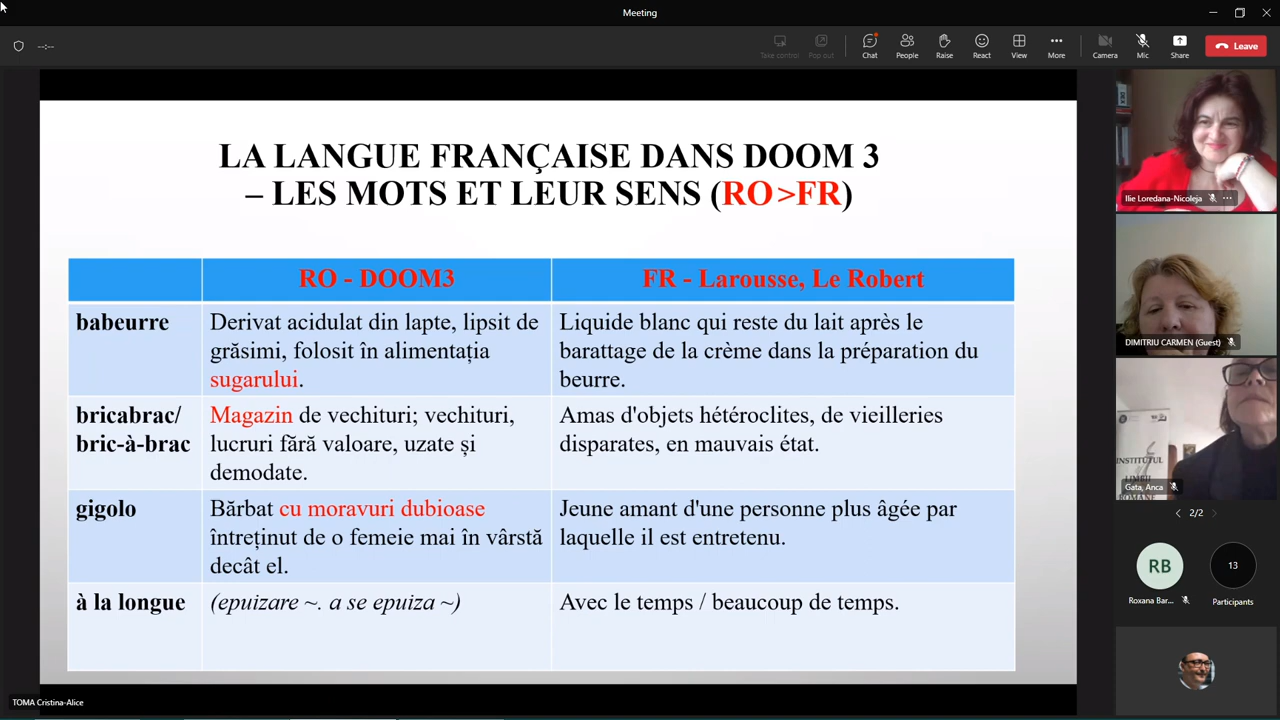 Meeting
--:--
Take control
Pop out
Chat
People
Raise
React
View
More
Camera
Mic
Share
Leave
LA LANGUE FRANÇAISE DANS DOOM 3
– LES MOTS ET LEUR SENS (RO>FR)
RO - DOOM3
FR - Larousse, Le Robert
babeurre
Derivat acidulat din lapte, lipsit de
grăsimi, folosit în alimentația
sugarului.
Liquide blanc qui reste du lait après le
barattage de la crème dans la préparation du
beurre.
bricabrac/
bric-à-brac
Magazin de vechituri; vechituri,
lucruri fără valoare, uzate și
demodate.
Amas d'objets hétéroclites, de vieilleries
disparates, en mauvais état.
gigolo
Bărbat cu moravuri dubioase
întreținut de o femeie mai în vârstă
decât el.
Jeune amant d'une personne plus âgée par
laquelle il est entretenu.
à la longue
(epuizare ~. a se epuiza ~)
Avec le temps / beaucoup de temps.
TOMA Cristina-Alice
DEX
Ilie Loredana-Nicoleja
DIMITRIU CARMEN (Guest)
INSTITUTUL
Gata, Anca
ROMÂNE
2/2
RB
13
Roxana Bar...
Participants